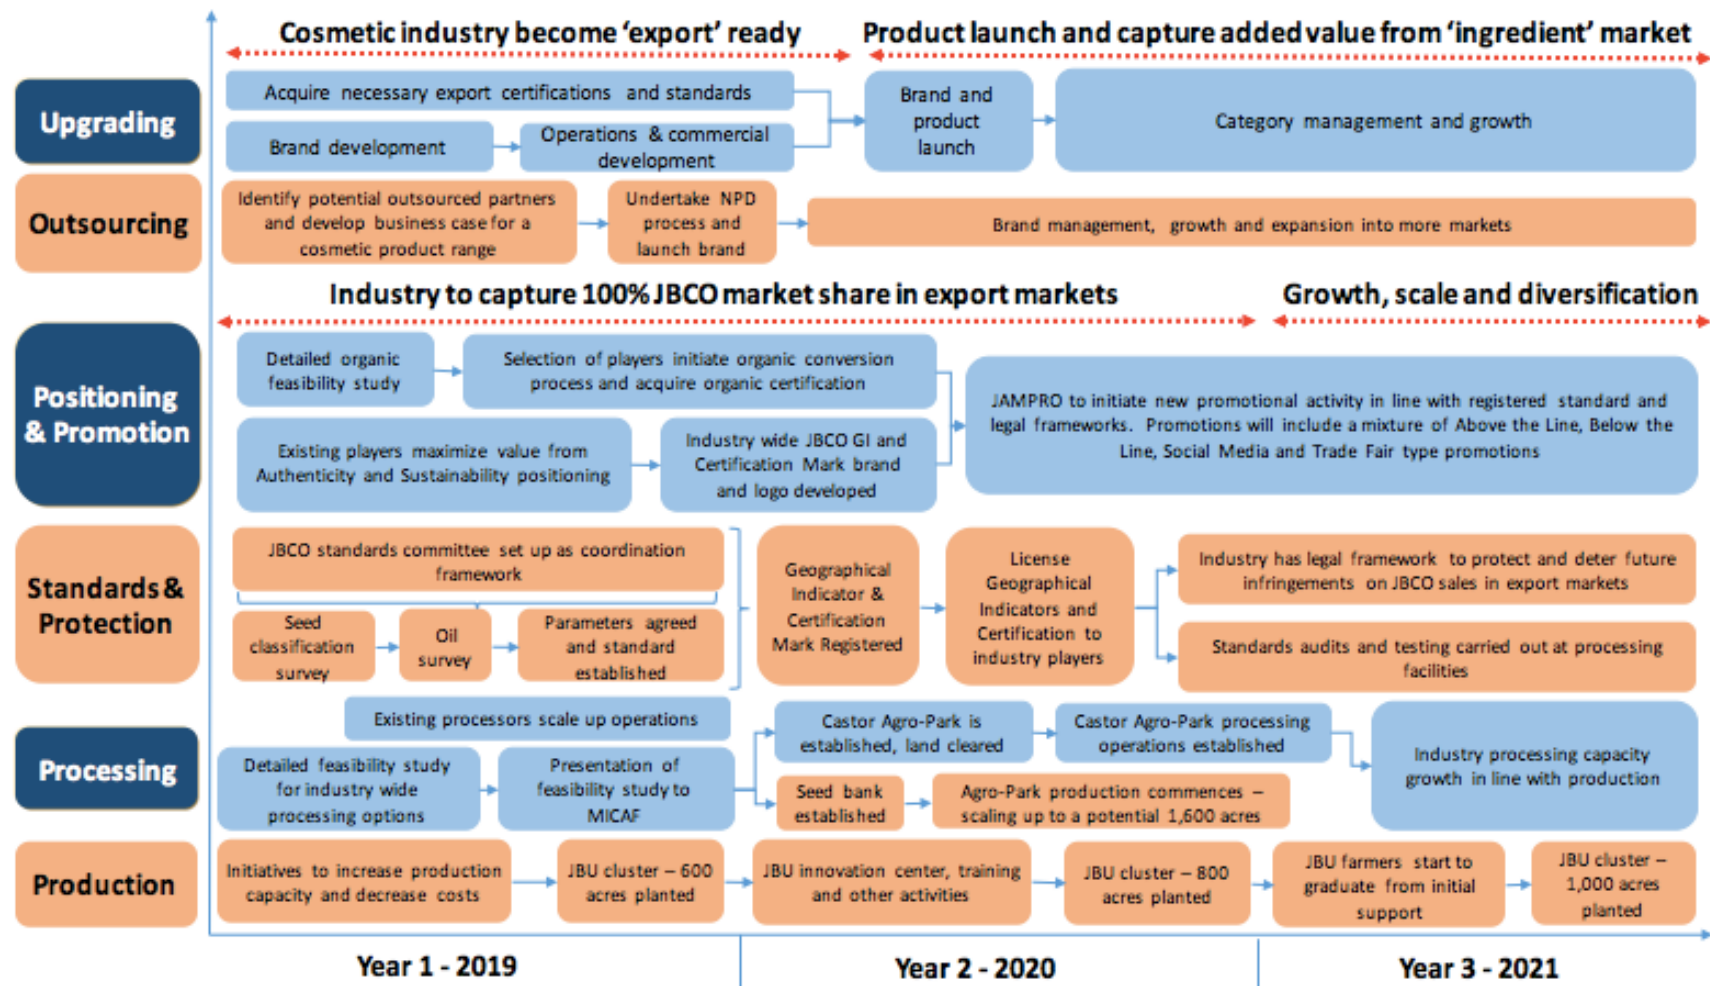 Cosmetic industry become ‘export’ ready
Product launch and capture added value from ‘ingredient’ market
Upgrading
Acquire necessary export certifications and standards
Brand development
Operations & commercial
development
Brand and
product
launch
Category management and growth
Outsourcing
Identify potential outsourced partners
and develop business case for a
cosmetic product range
Undertake NPD
process and
launch brand
Brand management, growth and expansion into more markets
Industry to capture 100% JBCO market share in export markets
Growth, scale and diversification
Positioning
& Promotion
Detailed organic
feasibility study
Selection of players initiate organic conversion
process and acquire organic certification
Existing players maximize value from
Authenticity and Sustainability positioning
Industry wide JBCO GI and
Certification Mark brand
and logo developed
JAMPRO to initiate new promotional activity in line with registered standard and
legal frameworks. Promotions will include a mixture of Above the Line, Below the
Line, Social Media and Trade Fair type promotions
Standards &
Protection
JBCO standards committee set up as coordination
framework
Seed
classification
survey
Oil
survey
Parameters agreed
and standard
established
Geographical
Indicator &
Certification
Mark Registered
License
Geographical
Indicators and
Certification to
industry players
Industry has legal framework to protect and deter future
infringements on JBCO sales in export markets
Standards audits and testing carried out at processing
facilities
Processing
Existing processors scale up operations
Detailed feasibility study
for industry wide
processing options
Presentation of
feasibility study to
MICAF
Castor Agro-Park is
established, land cleared
Castor Agro-Park processing
operations established
Seed bank
established
Agro-Park production commences –
scaling up to a potential 1,600 acres
Industry processing capacity
growth in line with production
Production
Initiatives to increase production
capacity and decrease costs
JBU cluster – 600
acres planted
JBU innovation center, training
and other activities
JBU cluster – 800
acres planted
JBU farmers start to
graduate from initial
support
JBU cluster –
1,000 acres
planted
Year 1 - 2019
Year 2 - 2020
Year 3 - 2021